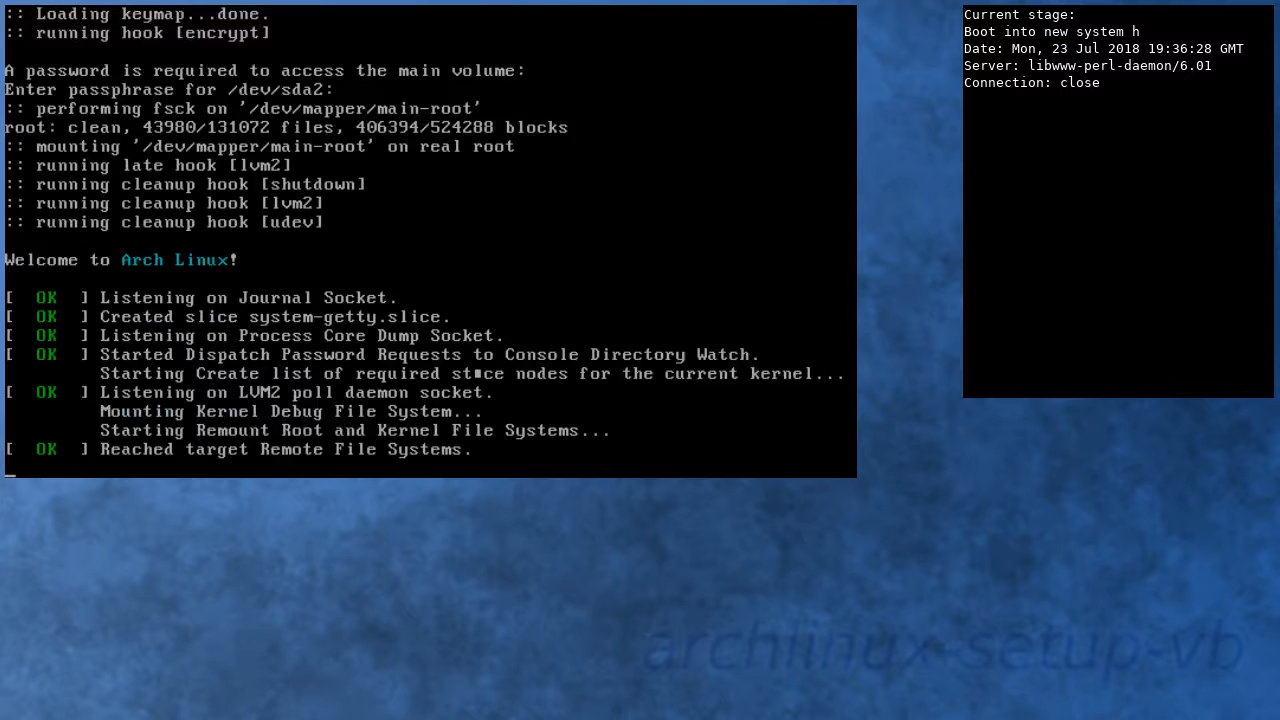 :: Loading keymap...done.
:: running hook [encrypt]
A password is required to access the main volume:
Enter passphrase for /dev/sda2:
:: performing fsck on '/dev/mapper/main-root'
root: clean, 43980/131072 files, 406394/524288 blocks
:: mounting '/dev/mapper/main-root' on real root
:: running late hook [lvm2]
:: running cleanup hook [shutdown]
:: running cleanup hook [lvm2]
:: running cleanup hook [udev]
Welcome to Arch Linux!
[  OK  ] Listening on Journal Socket.
[  OK  ] Created slice system-getty.slice.
[  OK  ] Listening on Process Core Dump Socket.
[  OK  ] Started Dispatch Password Requests to Console Directory Watch.
Starting Create list of required st∎ce nodes for the current kernel...
[  OK  ] Listening on LVM2 poll daemon socket.
Mounting Kernel Debug File System...
Starting Remount Root and Kernel File Systems...
[  OK  ] Reached target Remote File Systems.
_
Current stage:
Boot into new system h
Date: Mon, 23 Jul 2018 19:36:28 GMT
Server: libwww-perl-daemon/6.01
Connection: close
archlinux-setup-vb